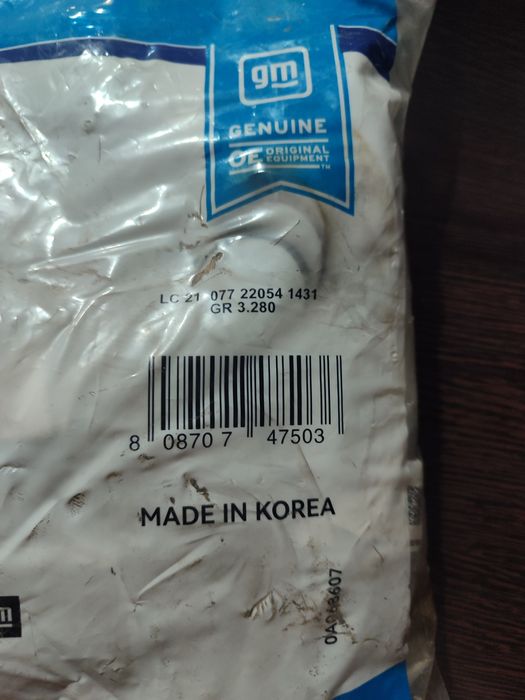 gm
GENUINE
OE ORIGINAL
EQUIPMENT
TM
LC 21 077 22054 1431
GR 3.280
8 08707 47503
MADE IN KOREA
m